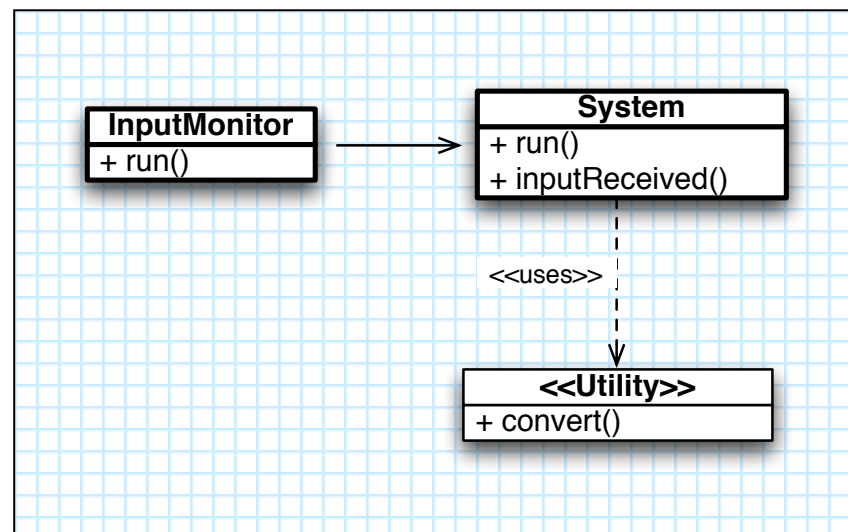 InputMonitor
+ run()
System
+ run()
+ inputReceived()
<<uses>>
<<Utility>>
+ convert()